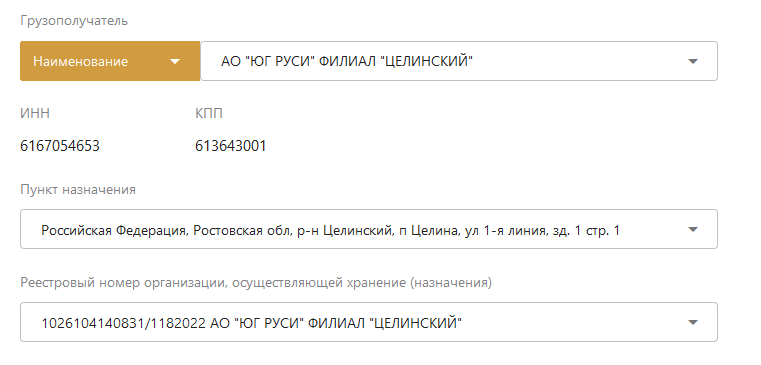 Грузополучатель
Наименование АО "ЮГ РУСИ" ФИЛИАЛ "ЦЕЛИНСКИЙ"
ИНН КПП
6167054653 613643001
Пункт назначения
Российская Федерация, Ростовская обл, р-н Целинский, п Целина, ул 1-я линия, зд. 1 стр. 1
Реестровый номер организации, осуществляющей хранение (назначения)
1026104140831/1182022 АО "ЮГ РУСИ" ФИЛИАЛ "ЦЕЛИНСКИЙ"